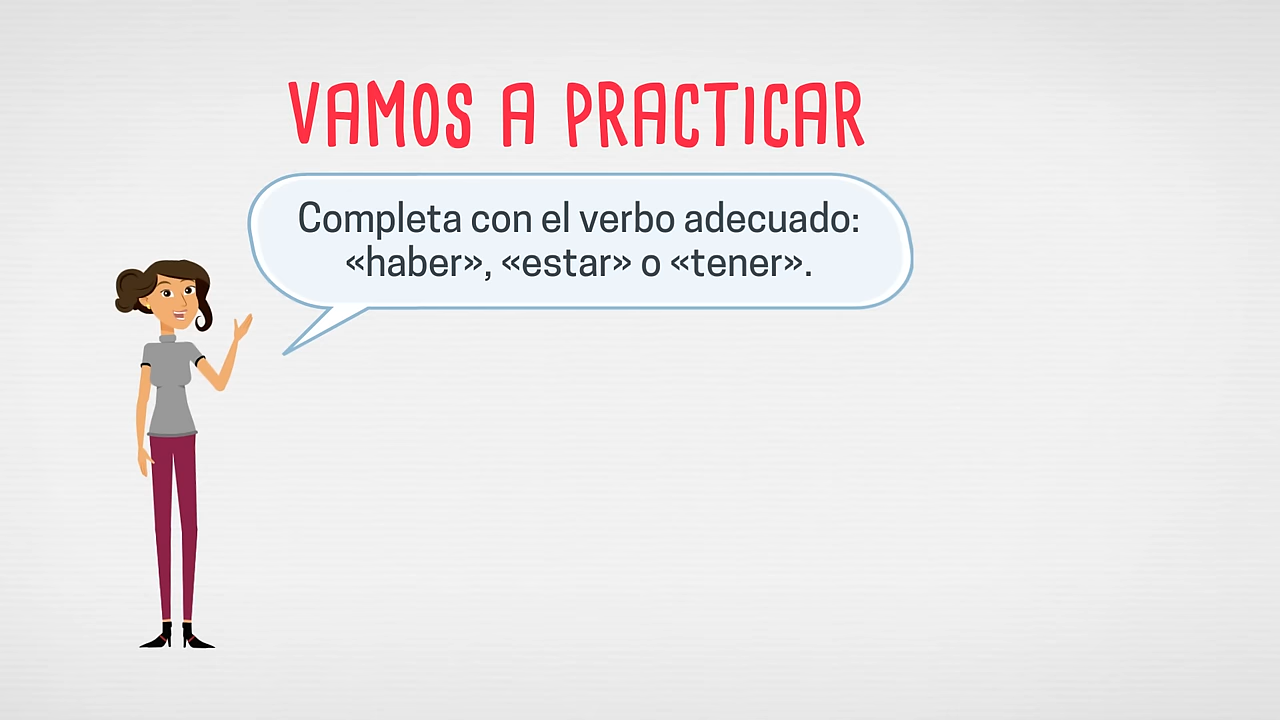 VAMOS A PRACTICAR
Completa con el verbo adecuado:
«haber», «estar» o «tener».